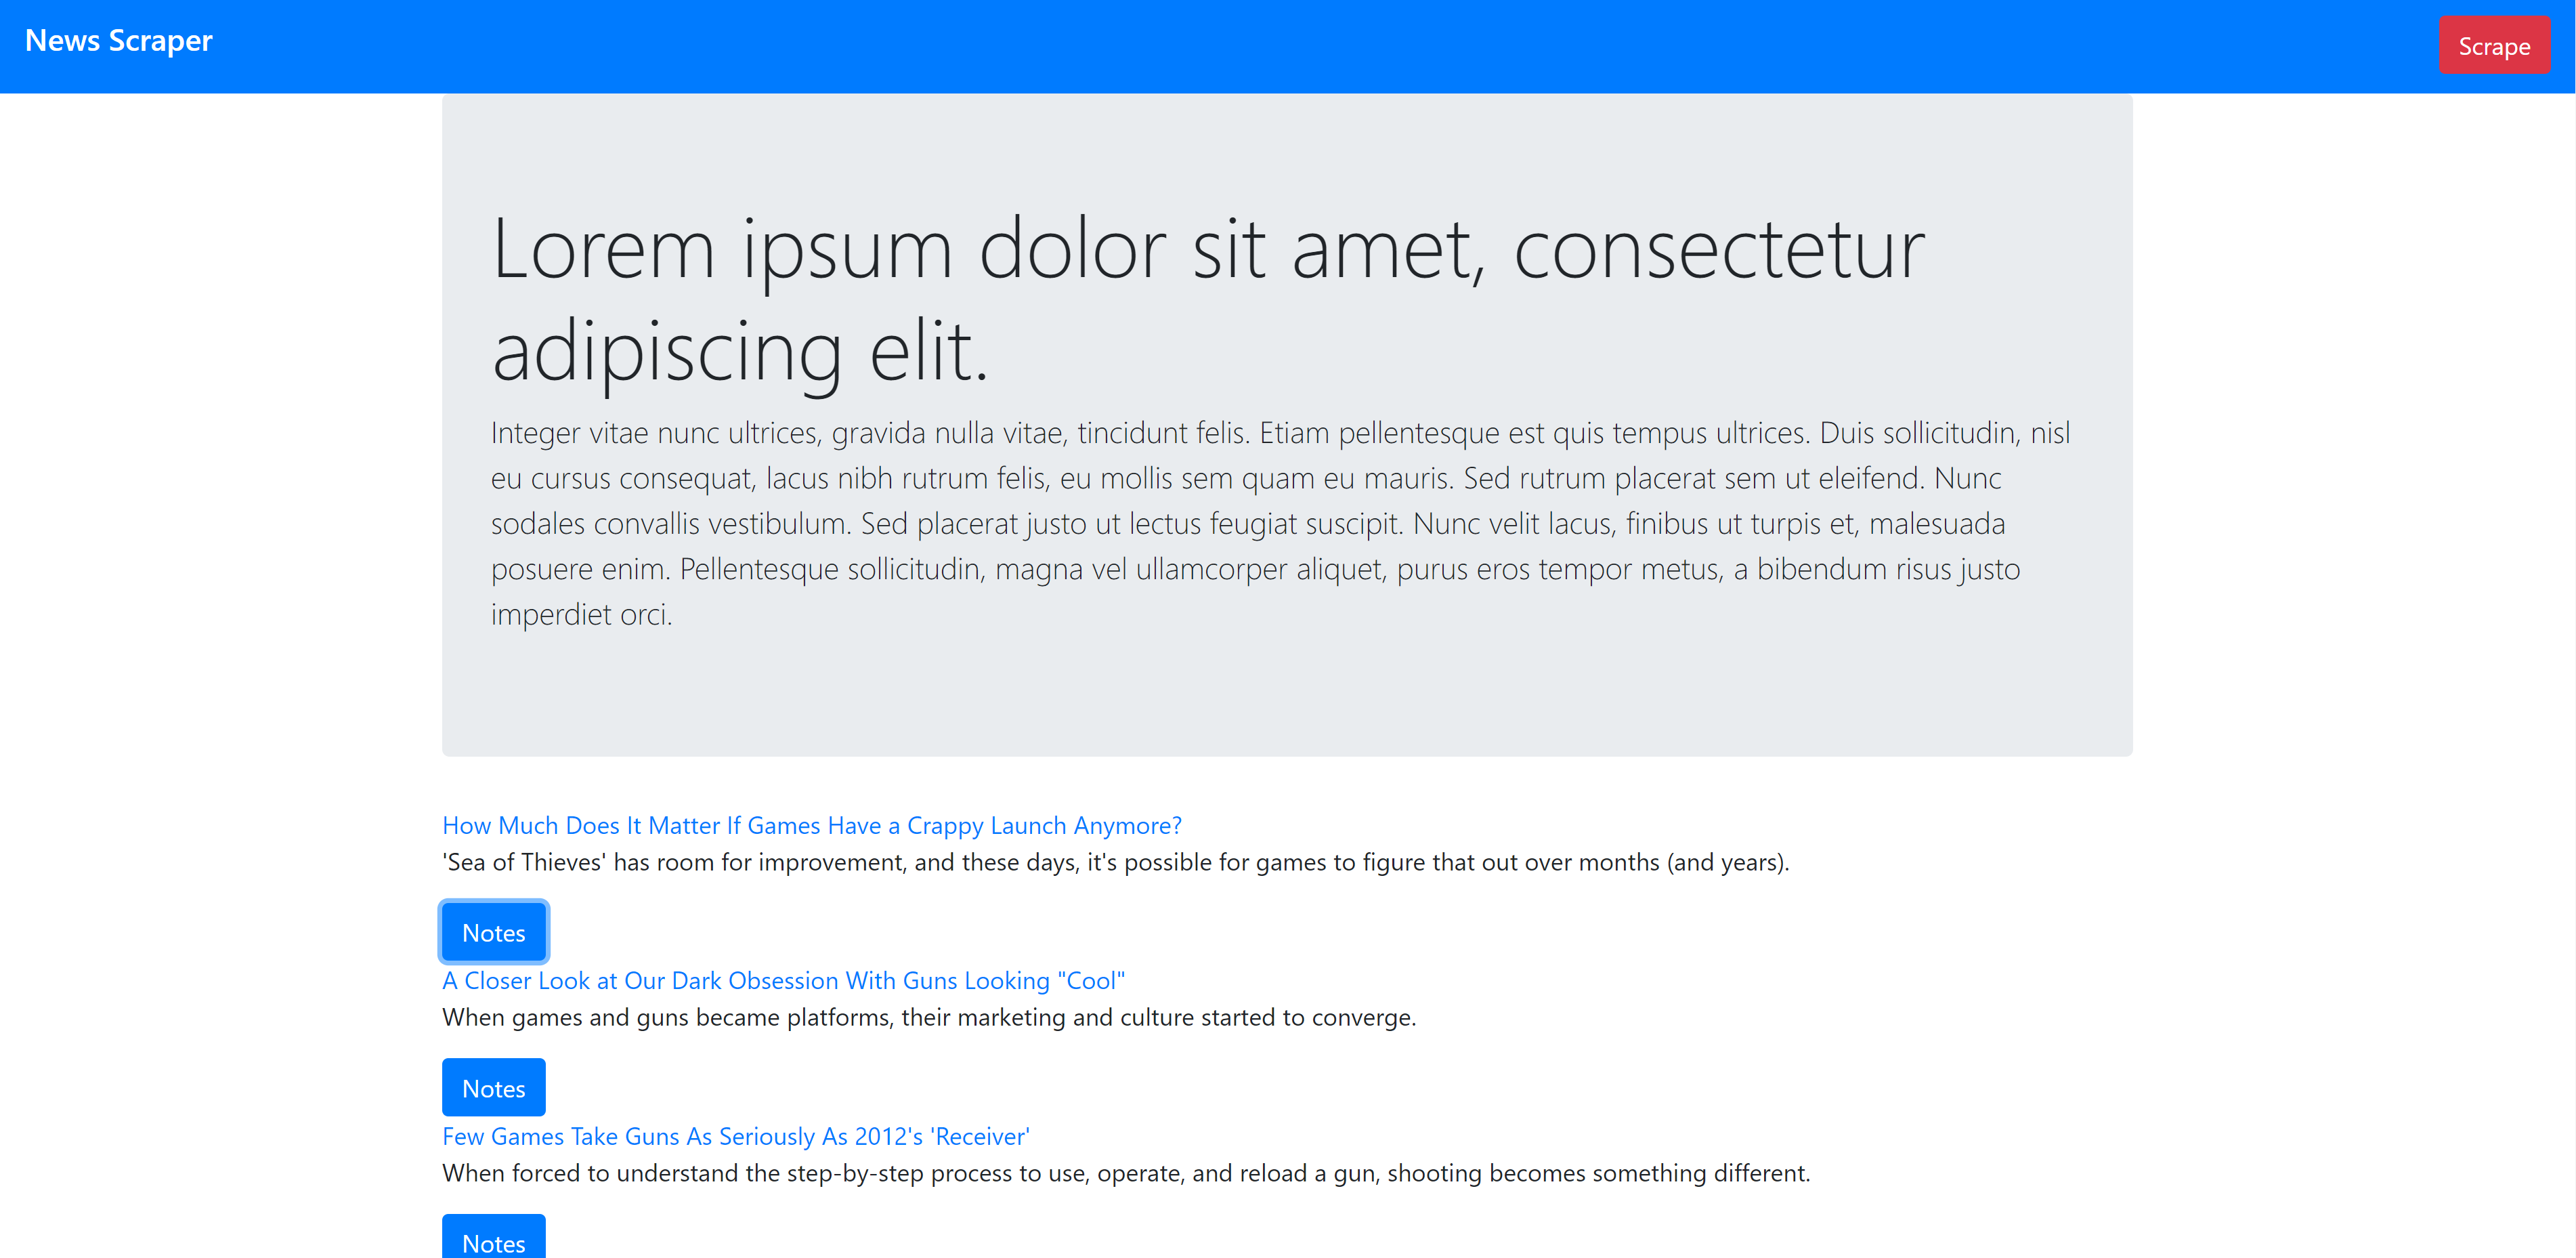 News Scraper
Scrape
Lorem ipsum dolor sit amet, consectetur
adipiscing elit.
Integer vitae nunc ultrices, gravida nulla vitae, tincidunt felis. Etiam pellentesque est quis tempus ultrices. Duis sollicitudin, nisl
eu cursus consequat, lacus nibh rutrum felis, eu mollis sem quam eu mauris. Sed rutrum placerat sem ut eleifend. Nunc
sodales convallis vestibulum. Sed placerat justo ut lectus feugiat suscipit. Nunc velit lacus, finibus ut turpis et, malesuada
posuere enim. Pellentesque sollicitudin, magna vel ullamcorper aliquet, purus eros tempor metus, a bibendum risus justo
imperdiet orci.
How Much Does It Matter If Games Have a Crappy Launch Anymore?
'Sea of Thieves' has room for improvement, and these days, it's possible for games to figure that out over months (and years).
Notes
A Closer Look at Our Dark Obsession With Guns Looking "Cool"
When games and guns became platforms, their marketing and culture started to converge.
Notes
Few Games Take Guns As Seriously As 2012's 'Receiver'
When forced to understand the step-by-step process to use, operate, and reload a gun, shooting becomes something different.
Notes